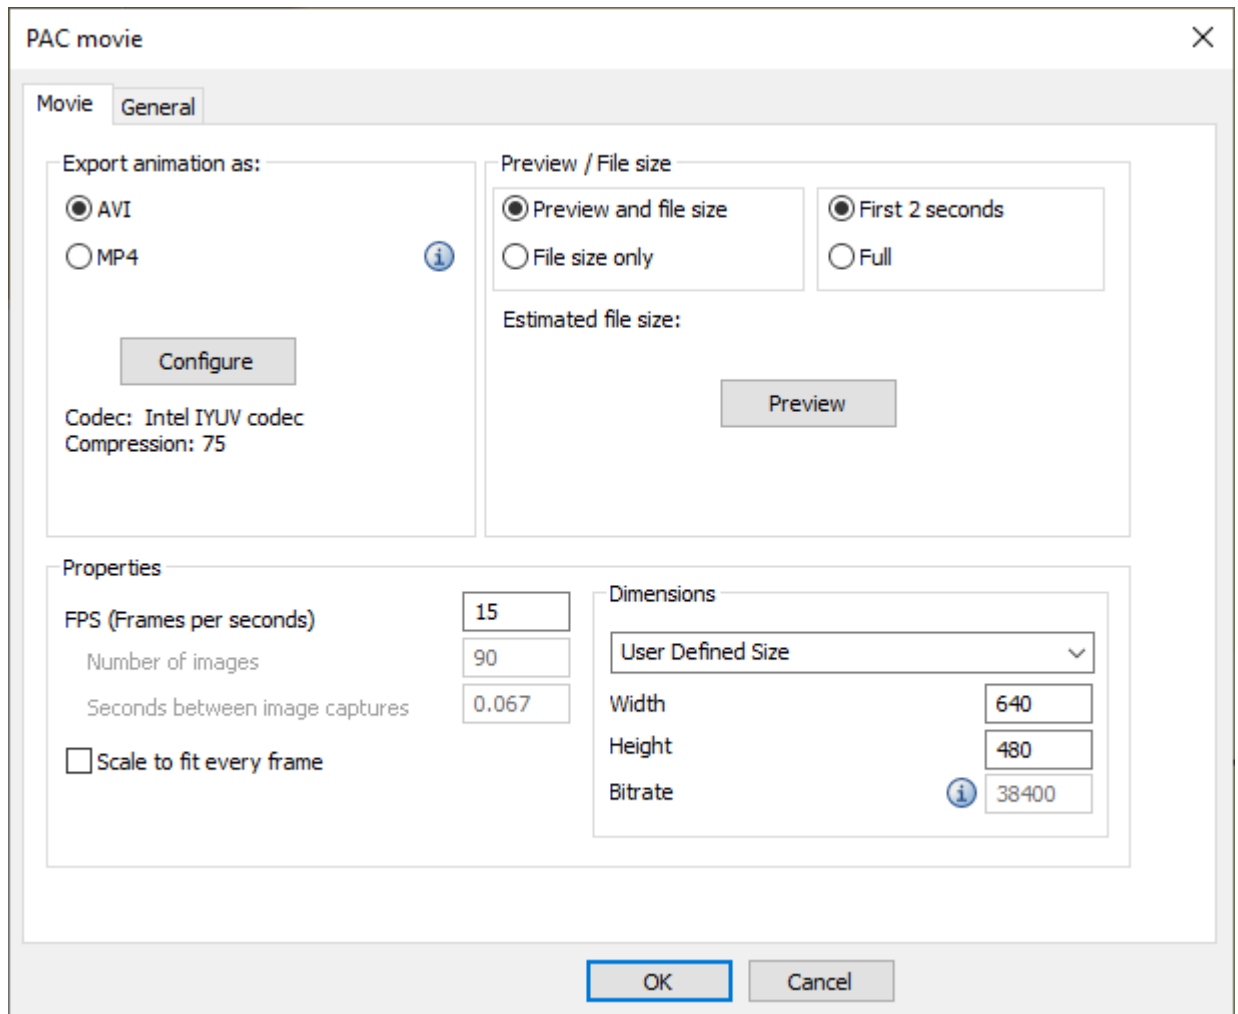 PAC movie
Movie
General
Export animation as:
AVI
MP4
Configure
Codec: Intel IYUV codec
Compression: 75
Preview / File size
Preview and file size
File size only
First 2 seconds
Full
Estimated file size:
Preview
Properties
FPS (Frames per seconds) 15
Number of images 90
Seconds between image captures 0.067
Scale to fit every frame
Dimensions
User Defined Size
Width 640
Height 480
Bitrate 38400
OK
Cancel